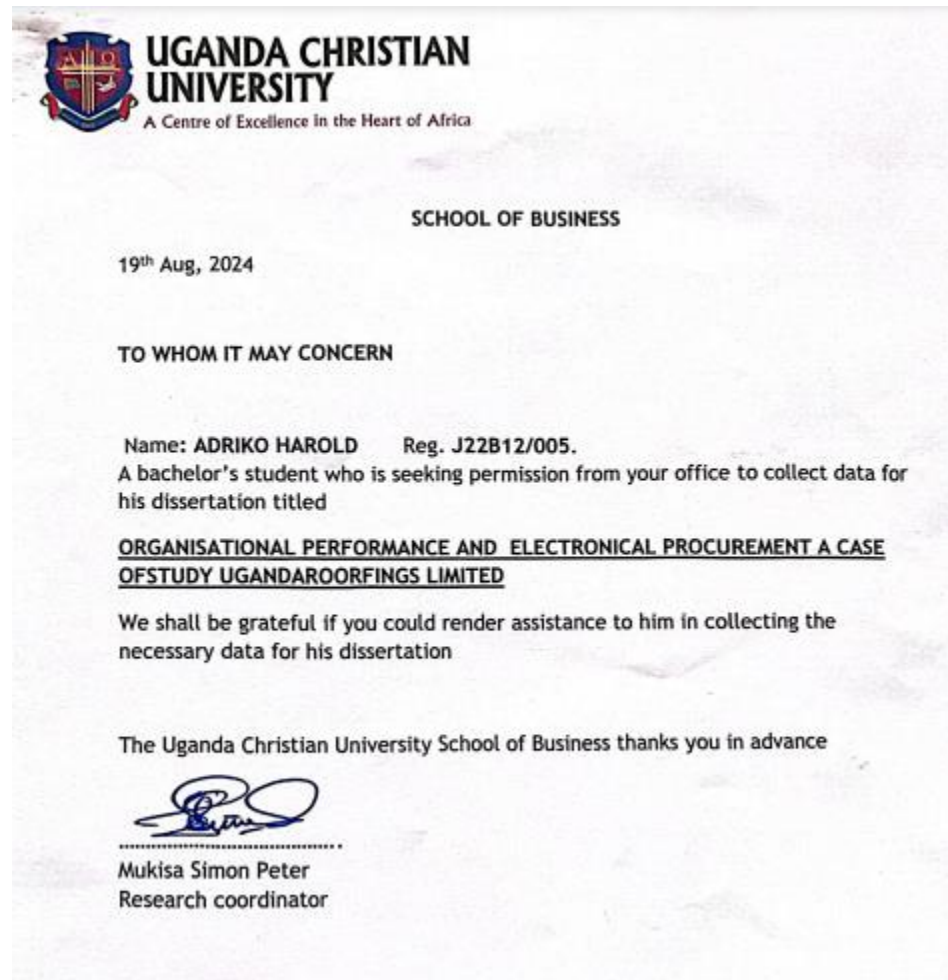 UGANDA CHRISTIAN
UNIVERSITY
A Centre of Excellence in the Heart of Africa
SCHOOL OF BUSINESS
19th Aug, 2024
TO WHOM IT MAY CONCERN
Name: ADRIKO HAROLD Reg. J22B12/005.
A bachelor's student who is seeking permission from your office to collect data for
his dissertation titled
ORGANISATIONAL PERFORMANCE AND ELECTRONICAL PROCUREMENT A CASE
OFSTUDY UGANDAROORFINGS LIMITED
We shall be grateful if you could render assistance to him in collecting the
necessary data for his dissertation
The Uganda Christian University School of Business thanks you in advance
Mukisa Simon Peter
Research coordinator